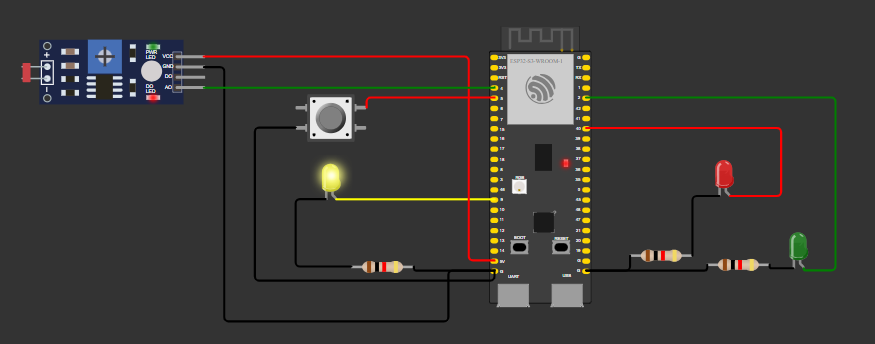 PWR
LED
VCC
GND
DO
AO
DO
LED
+
ESP32-S3-WROOM-1
3V3
3V3
RST
4
5
6
7
15
16
17
18
8
3
46
9
10
11
12
13
14
5V
G
G
TX
RX
1
2
42
41
40
39
38
37
36
35
0
45
48
47
21
20
19
G
G
RGB
BOOT
RESET
UART
USB